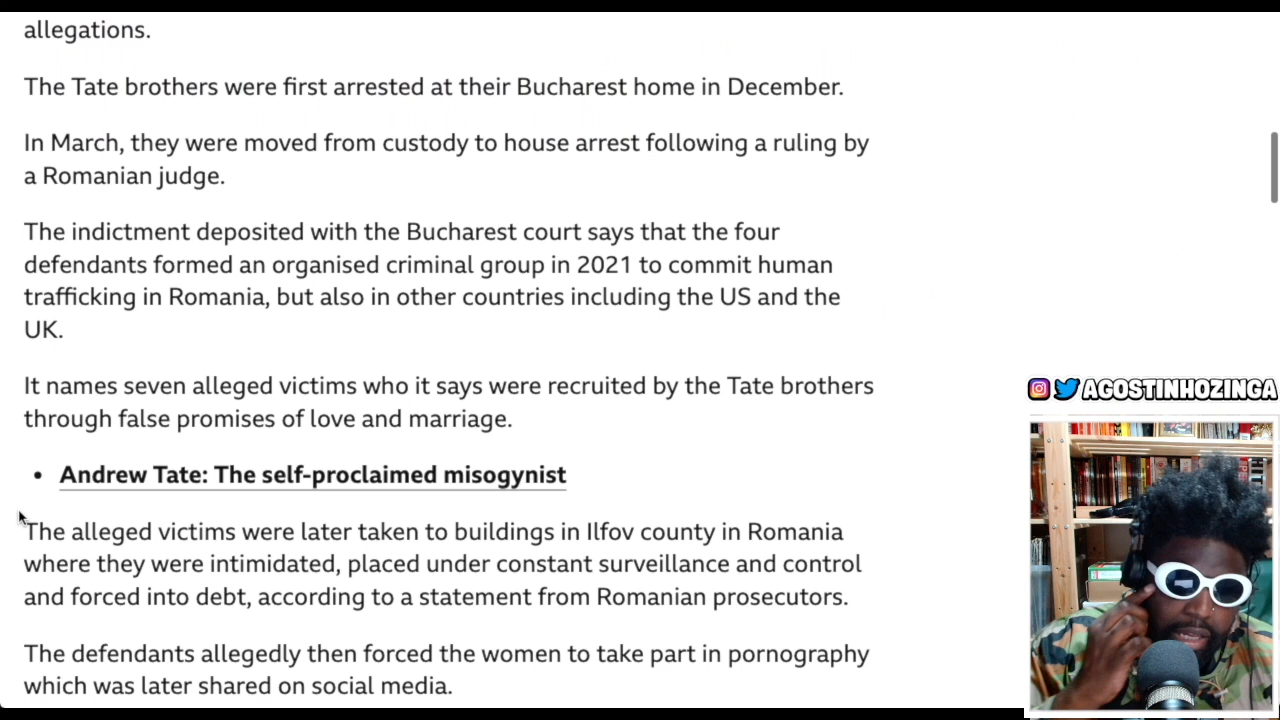 allegations.
The Tate brothers were first arrested at their Bucharest home in December.
In March, they were moved from custody to house arrest following a ruling by
a Romanian judge.
The indictment deposited with the Bucharest court says that the four
defendants formed an organised criminal group in 2021 to commit human
trafficking in Romania, but also in other countries including the US and the
UK.
It names seven alleged victims who it says were recruited by the Tate brothers
through false promises of love and marriage.
• Andrew Tate: The self-proclaimed misogynist
The alleged victims were later taken to buildings in Ilfov county in Romania
where they were intimidated, placed under constant surveillance and control
and forced into debt, according to a statement from Romanian prosecutors.
The defendants allegedly then forced the women to take part in pornography
which was later shared on social media.
AGOSTINHOZINGA